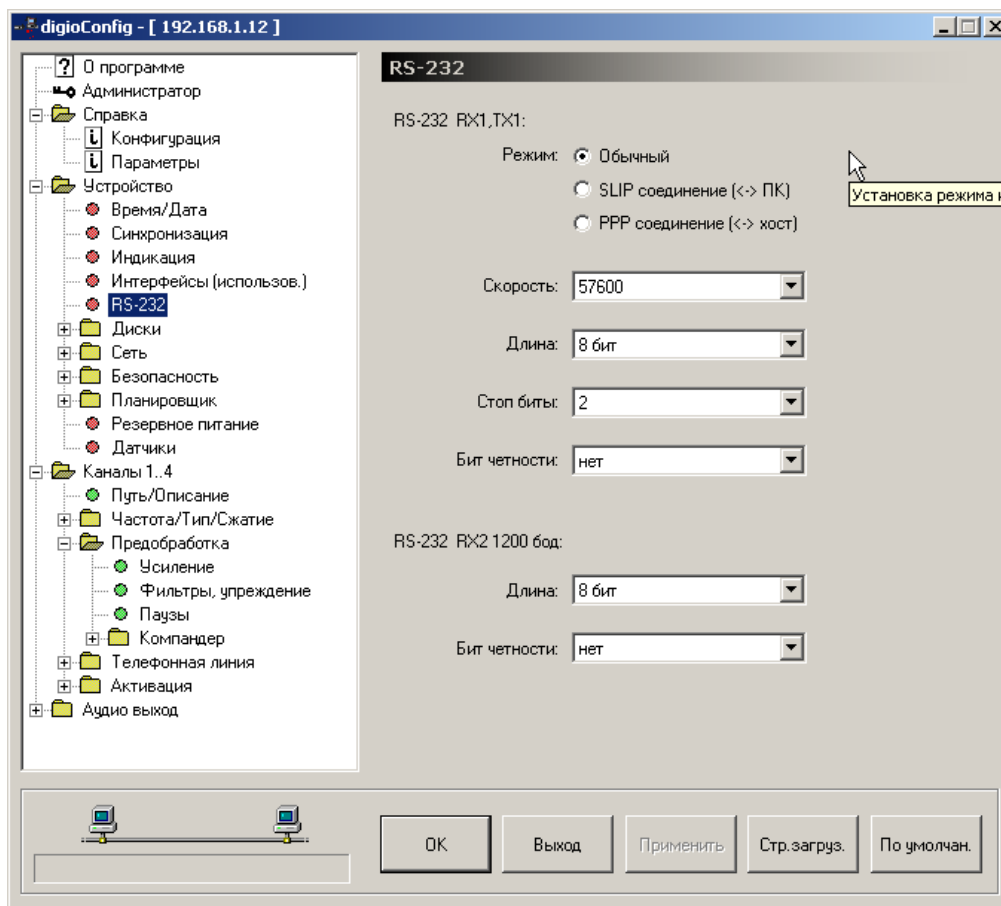 digioConfig - [ 192.168.1.12 ]
? О программе
Администратор
Справка
i Конфигурация
i Параметры
Устройство
Время/Дата
Синхронизация
Индикация
Интерфейсы (использов.)
RS-232
Диски
Сеть
Безопасность
Планировщик
Резервное питание
Датчики
Каналы 1..4
Путь/Описание
Частота/Тип/Сжатие
Предобработка
Усиление
Фильтры, упреждение
Паузы
Компандер
Телефонная линия
Активация
Аудио выход
RS-232
RS-232 RX1,TX1:
Режим: Обычный
SLIP соединение (<-> ПК)
PPP соединение (<-> хост)
Установка режима
Скорость: 57600
Длина: 8 бит
Стоп биты: 2
Бит четности: нет
RS-232 RX2 1200 бод:
Длина: 8 бит
Бит четности: нет
OK Выход Применить Стр.загруз. По умолчан.